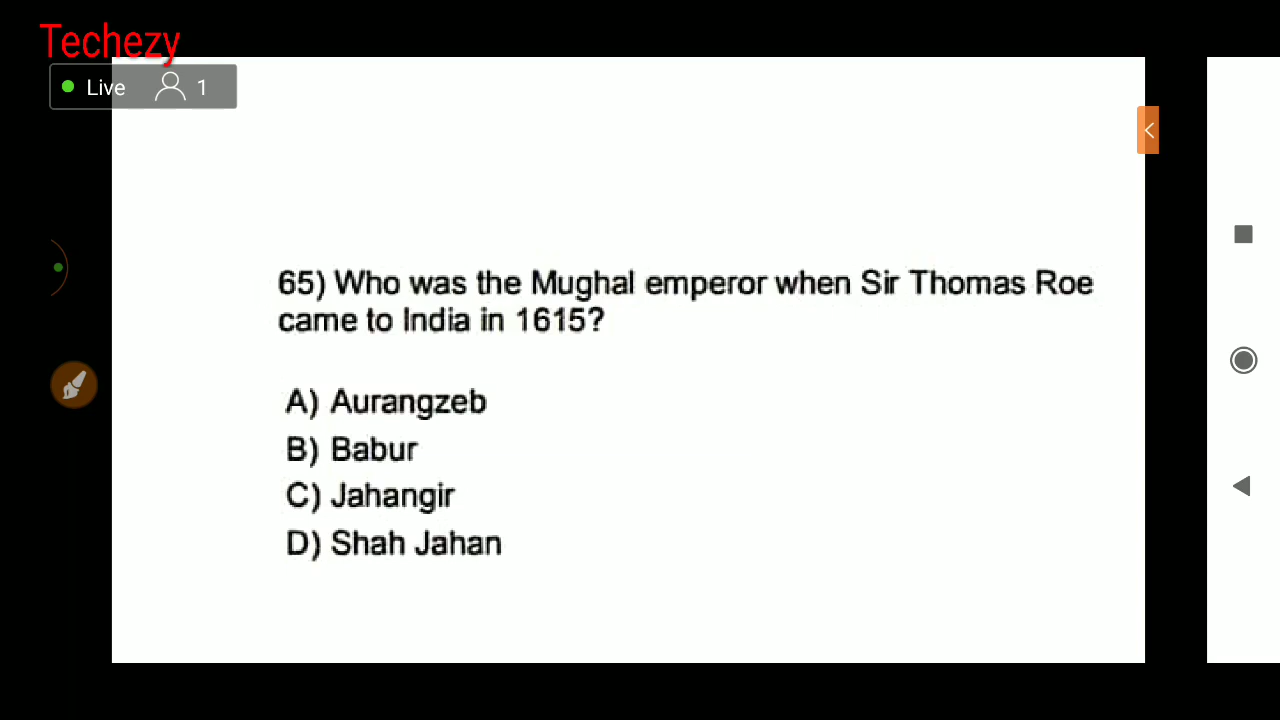 Techezy
Live 1
65) Who was the Mughal emperor when Sir Thomas Roe
came to India in 1615?
A) Aurangzeb
B) Babur
C) Jahangir
D) Shah Jahan